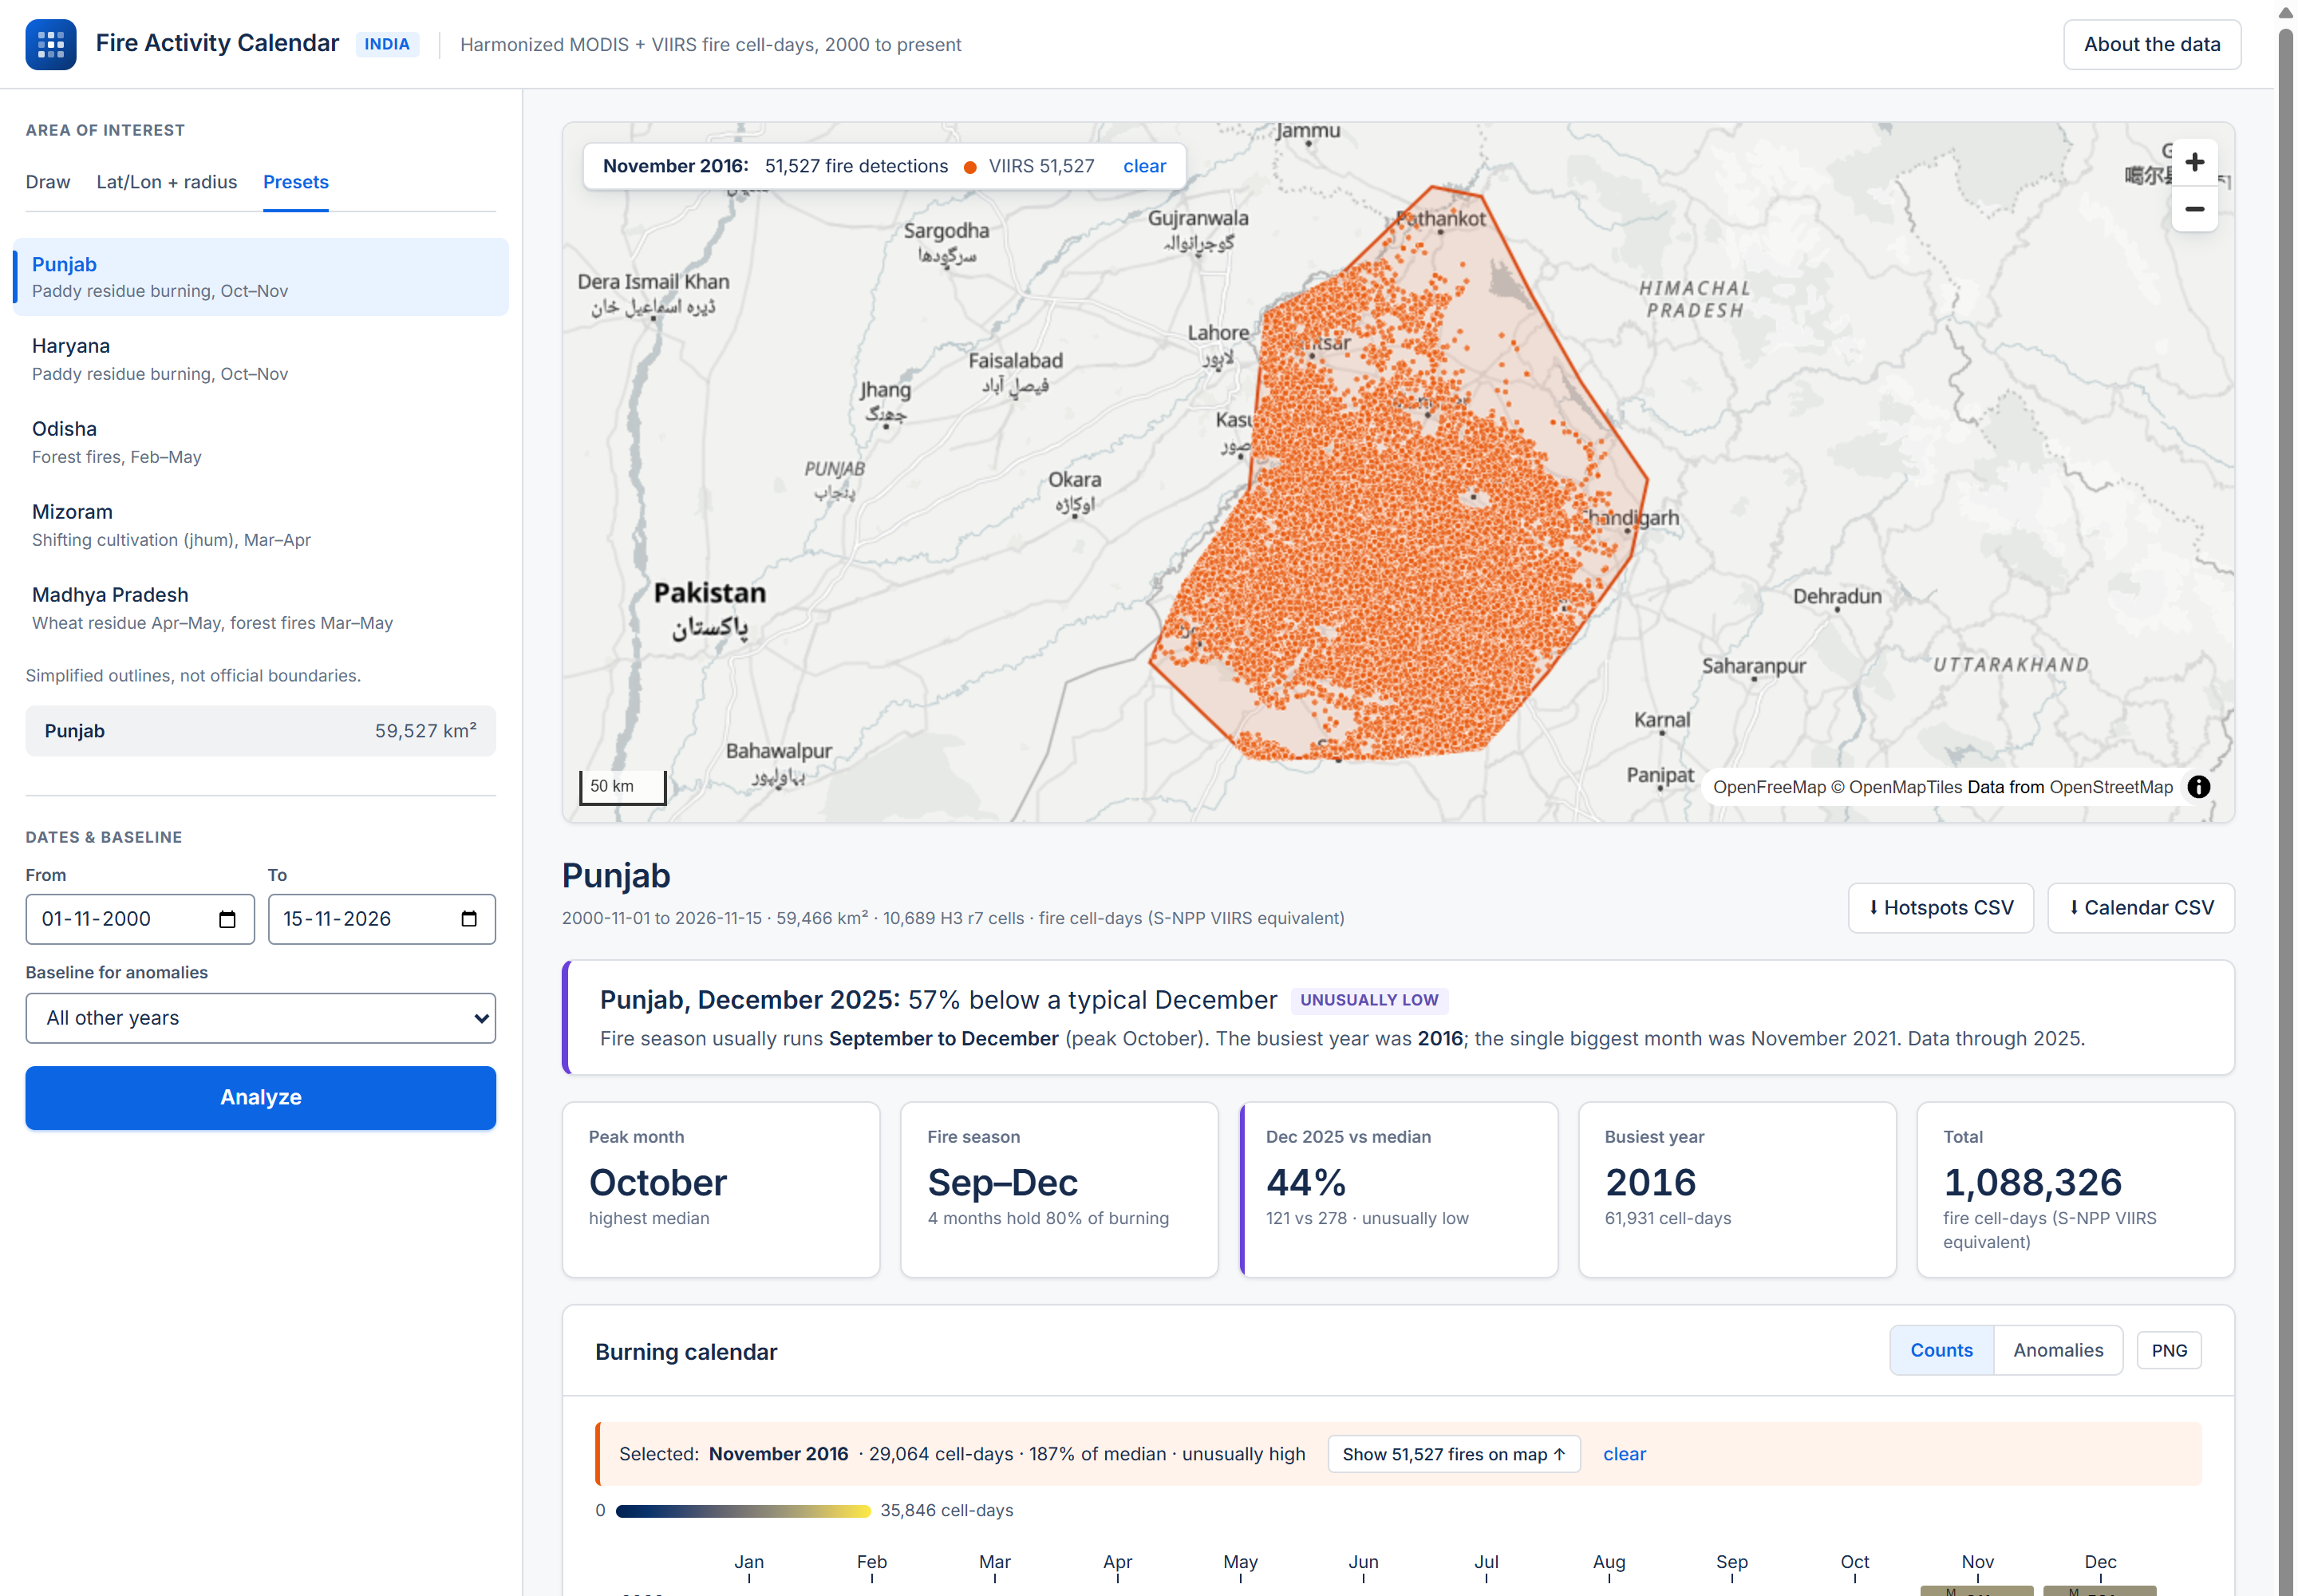 Fire Activity Calendar INDIA Harmonized MODIS + VIIRS fire cell-days, 2000 to present
About the data
AREA OF INTEREST
Draw Lat/Lon + radius Presets
Punjab
Paddy residue burning, Oct–Nov
Haryana
Paddy residue burning, Oct–Nov
Odisha
Forest fires, Feb–May
Mizoram
Shifting cultivation (jhum), Mar–Apr
Madhya Pradesh
Wheat residue Apr–May, forest fires Mar–May
Simplified outlines, not official boundaries.
Punjab 59,527 km²
DATES & BASELINE
From To
01-11-2000 15-11-2026
Baseline for anomalies
All other years
Analyze
November 2016: 51,527 fire detections VIIRS 51,527 clear
Jammu
+
−
Pathankot
Gujranwala
گوجرانوالہ
Sargodha
سرگودھا
Dera Ismail Khan
ڈیرہ اسماعیل خان
HIMACHAL
PRADESH
Lahore
لاہور
Faisalabad
فیصل آباد
Jhang
جھنگ
PUNJAB
پنجاب
Okara
اوکاڑہ
Chandigarh
Pakistan
پاکستان
Dehradun
Saharanpur
UTTARAKHAND
Karnal
Bahawalpur
بہاولپور
Panipat
50 km
OpenFreeMap © OpenMapTiles Data from OpenStreetMap
Punjab
2000-11-01 to 2026-11-15 · 59,466 km² · 10,689 H3 r7 cells · fire cell-days (S-NPP VIIRS equivalent)
⬇ Hotspots CSV ⬇ Calendar CSV
Punjab, December 2025: 57% below a typical December UNUSUALLY LOW
Fire season usually runs September to December (peak October). The busiest year was 2016; the single biggest month was November 2021. Data through 2025.
Peak month
October
highest median
Fire season
Sep–Dec
4 months hold 80% of burning
Dec 2025 vs median
44%
121 vs 278 · unusually low
Busiest year
2016
61,931 cell-days
Total
1,088,326
fire cell-days (S-NPP VIIRS
equivalent)
Burning calendar
Counts Anomalies PNG
Selected: November 2016 · 29,064 cell-days · 187% of median · unusually high Show 51,527 fires on map ↑ clear
0 35,846 cell-days
Jan Feb Mar Apr May Jun Jul Aug Sep Oct Nov Dec
M M